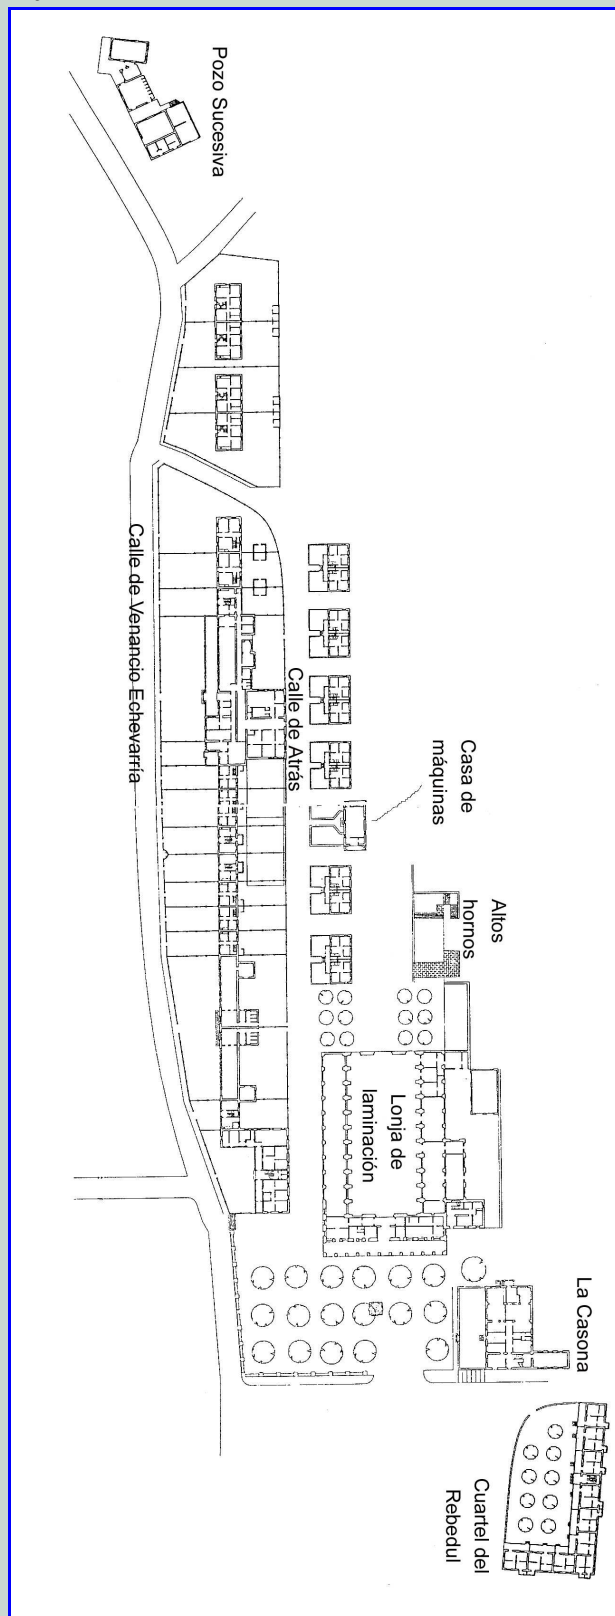 Pozo Sucesiva
Calle de Venancio Echevarría
Calle de Atrás
Casa de
máquinas
Altos
hornos
Lonja de
laminación
La Casona
Cuartel del
Rebedul